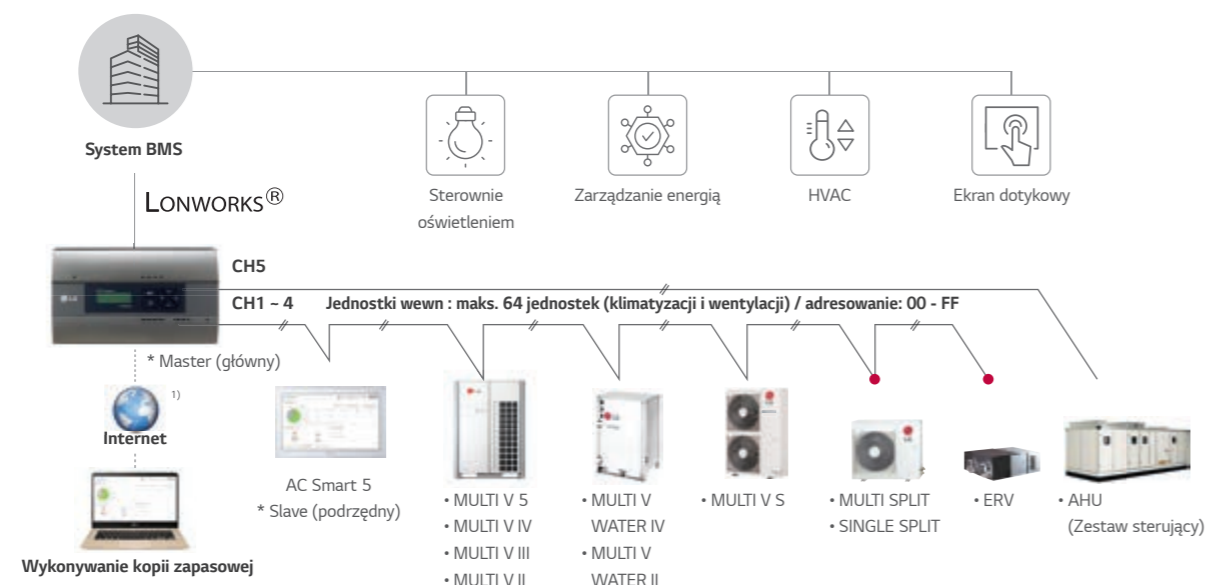 System BMS
LONWORKS®
Sterownie
oświetleniem
Zarządzanie energią
HVAC
Ekran dotykowy
CH5
CH1 ~ 4 Jednostki wewn : maks. 64 jednostek (klimatyzacji i wentylacji) / adresowanie: 00 - FF
LG
* Master (główny)
1)
Internet
Wykonywanie kopii zapasowej
AC Smart 5
* Slave (podrzędny)
• MULTI V 5
• MULTI V IV
• MULTI V III
• MULTI V II
• MULTI V
WATER IV
• MULTI V
WATER II
• MULTI V S
• MULTI SPLIT
• SINGLE SPLIT
• ERV
• AHU
(Zestaw sterujący)